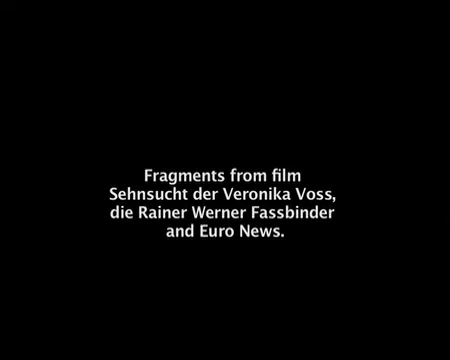 Fragments from film
Sehnsucht der Veronika Voss,
die Rainer Werner Fassbinder
and Euro News.